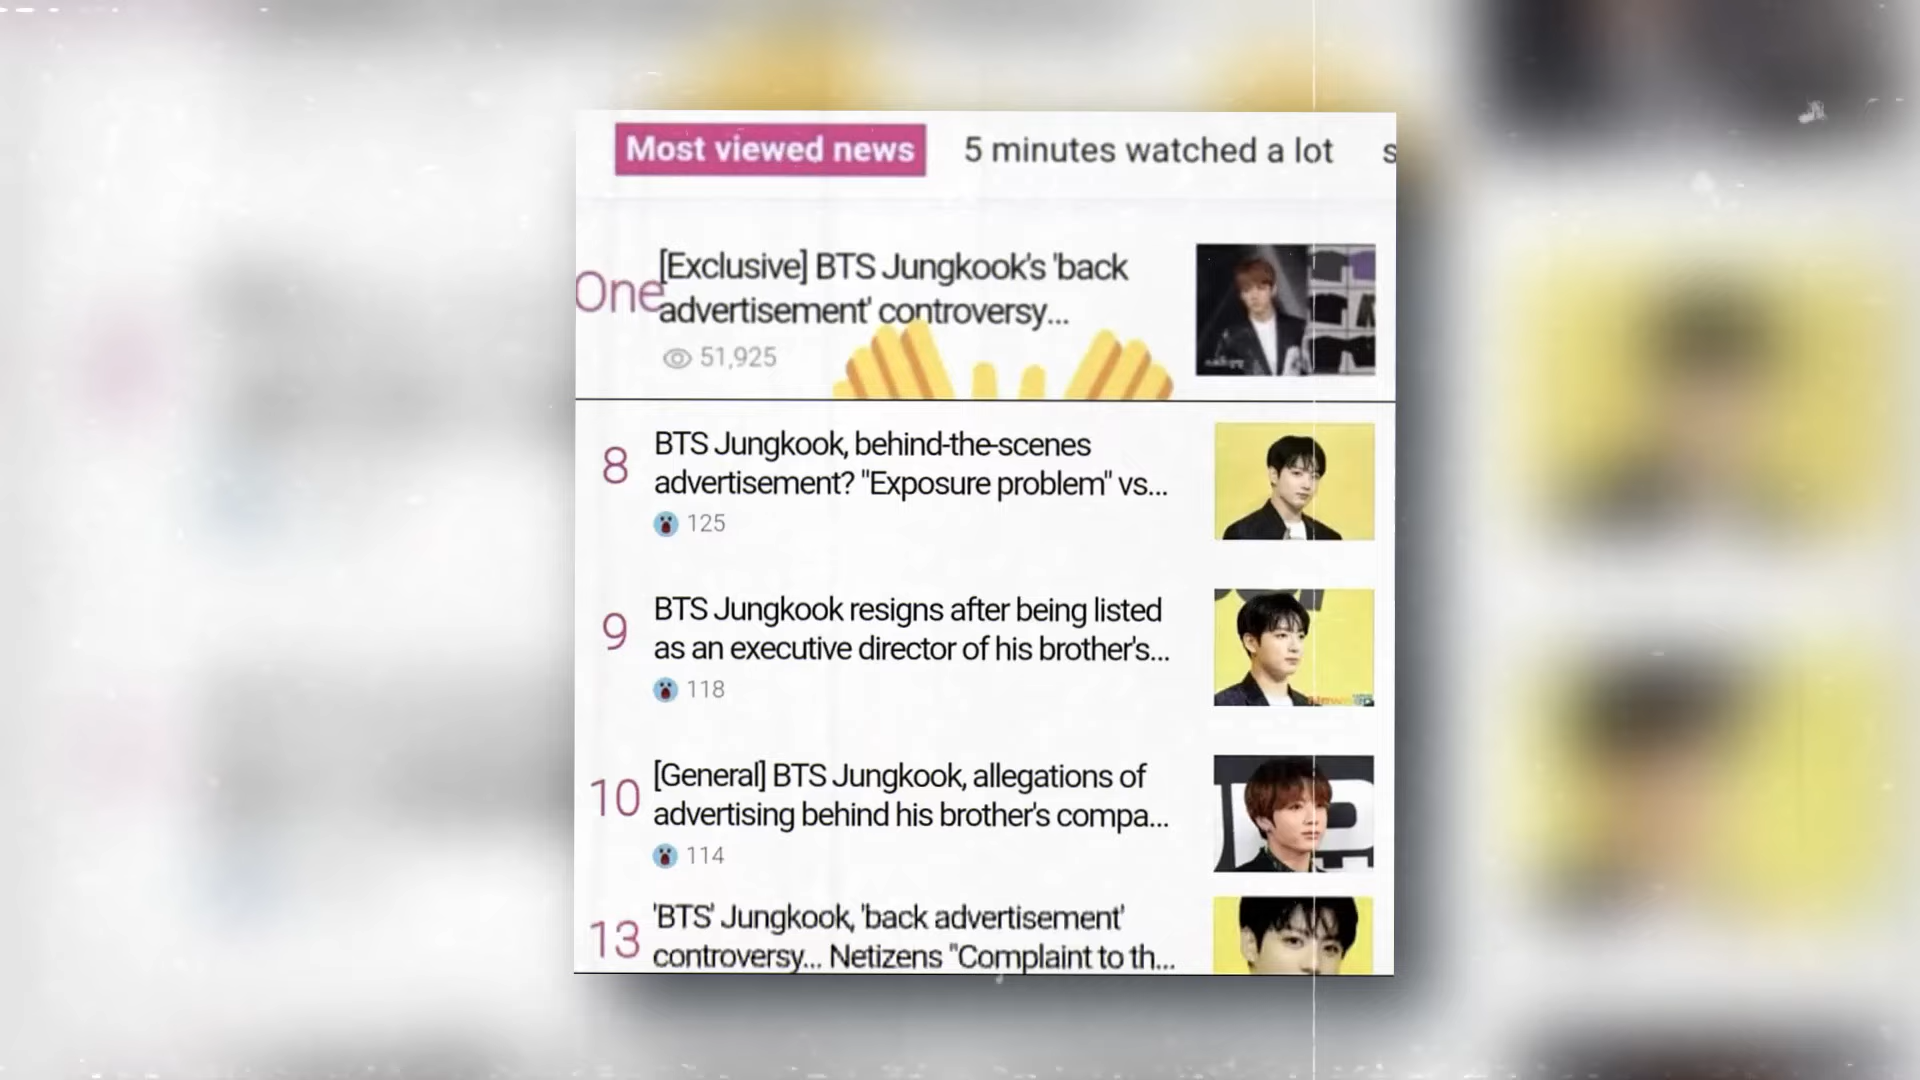 Most viewed news 5 minutes watched a lot s
One
[Exclusive] BTS Jungkook's 'back
advertisement' controversy...
51,925
8
BTS Jungkook, behind-the-scenes
advertisement? "Exposure problem" vs...
125
9
BTS Jungkook resigns after being listed
as an executive director of his brother's...
118
10
[General] BTS Jungkook, allegations of
advertising behind his brother's compa...
114
13
'BTS' Jungkook, 'back advertisement'
controversy... Netizens "Complaint to th...